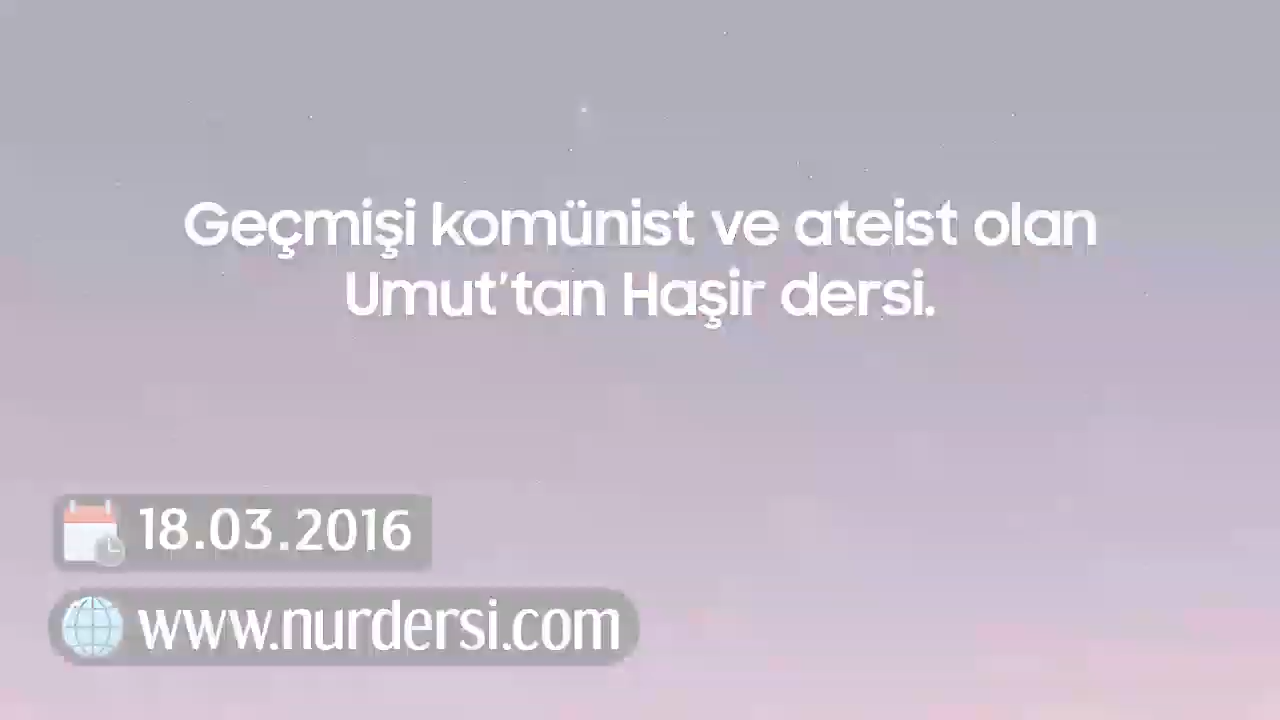 Geçmişi komünist ve ateist olan
Umut'tan Haşir dersi.
18.03.2016
www.nurdersi.com